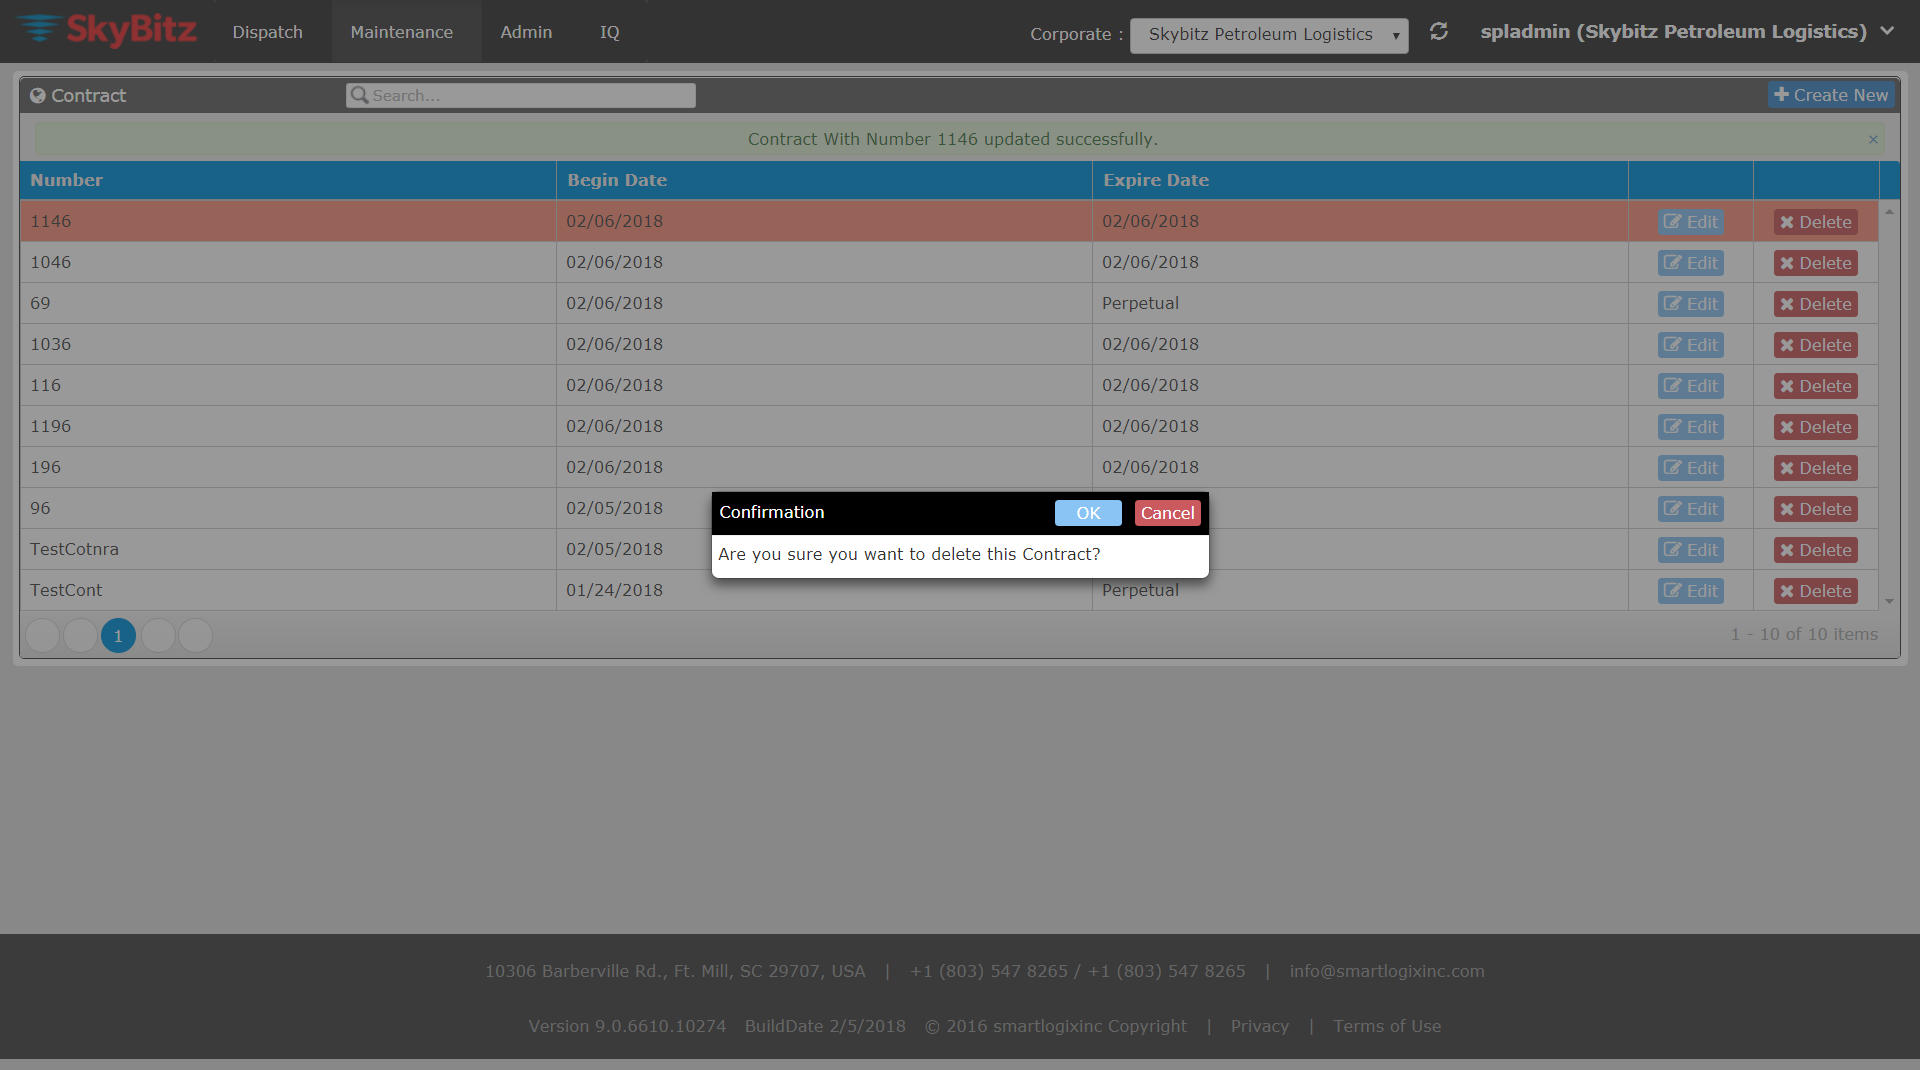 SkyBitz Dispatch Maintenance Admin IQ Corporate : Skybitz Petroleum Logistics spladmin (Skybitz Petroleum Logistics)
Contract Search... Create New
Contract With Number 1146 updated successfully. ×
Number Begin Date Expire Date
1146 02/06/2018 02/06/2018 Edit Delete
1046 02/06/2018 02/06/2018 Edit Delete
69 02/06/2018 Perpetual Edit Delete
1036 02/06/2018 02/06/2018 Edit Delete
116 02/06/2018 02/06/2018 Edit Delete
1196 02/06/2018 02/06/2018 Edit Delete
196 02/06/2018 02/06/2018 Edit Delete
96 02/05/2018 Edit Delete
Confirmation OK Cancel
Are you sure you want to delete this Contract?
TestCotnra 02/05/2018 Edit Delete
TestCont 01/24/2018 Perpetual Edit Delete
1 1 - 10 of 10 items
10306 Barberville Rd., Ft. Mill, SC 29707, USA | +1 (803) 547 8265 / +1 (803) 547 8265 | info@smartlogixinc.com
Version 9.0.6610.10274 BuildDate 2/5/2018 © 2016 smartlogixinc Copyright | Privacy | Terms of Use